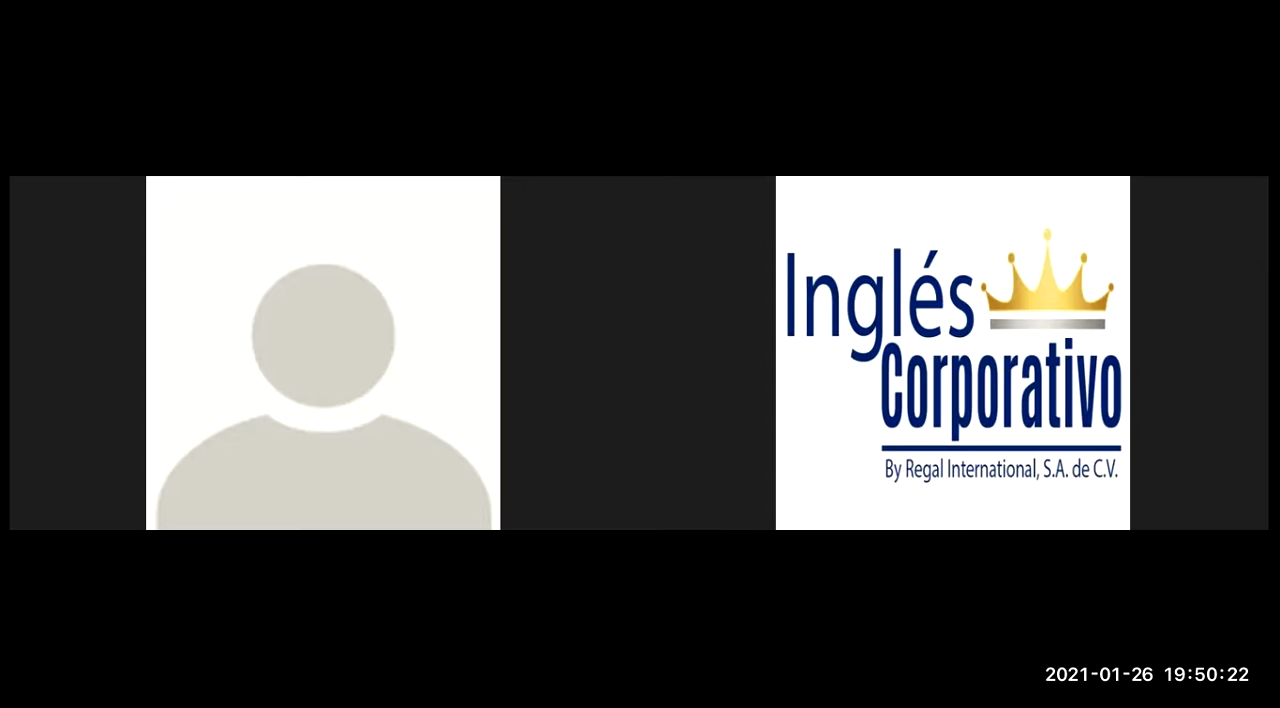 Inglés
Corporativo
By Regal International, S.A. de C.V.
2021-01-26 19:50:22